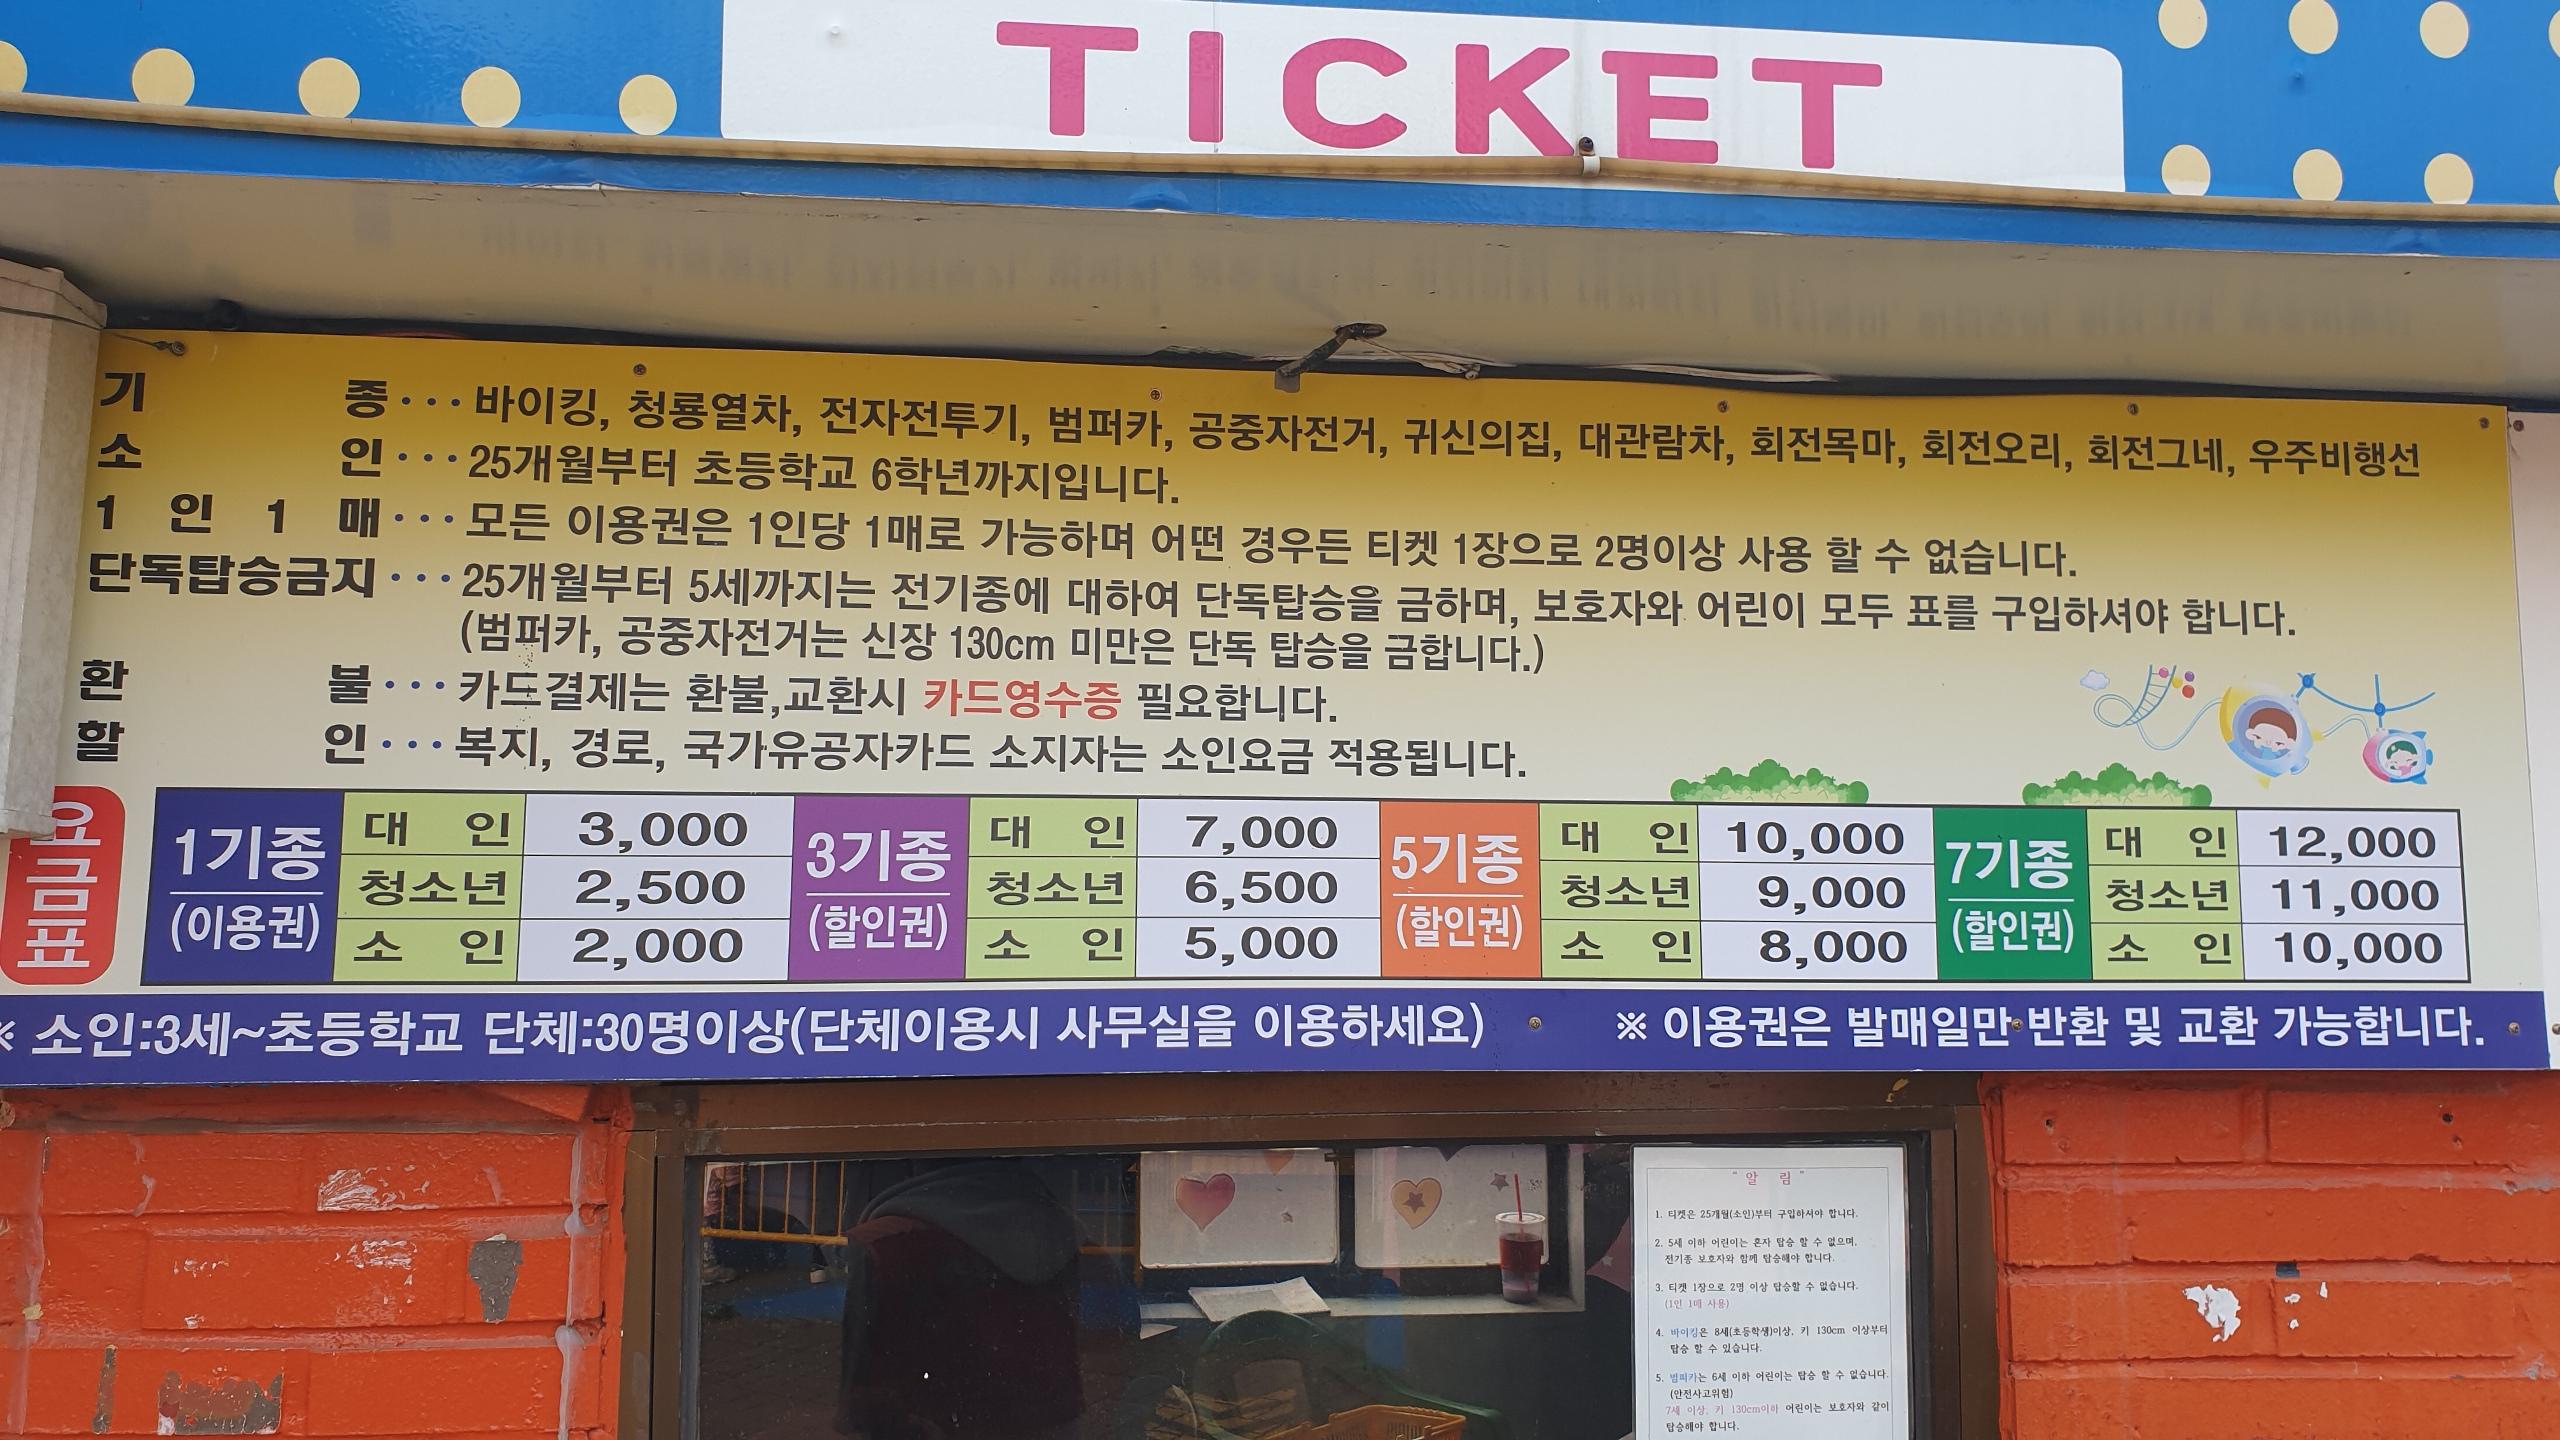 TICKET
기 종 ··· 바이킹, 청룡열차, 전자전투기, 범퍼카, 공중자전거, 귀신의집, 대관람차, 회전목마, 회전오리, 회전그네, 우주비행선
소 인 ··· 25개월부터 초등학교 6학년까지입니다.
1 인 1 매 ··· 모든 이용권은 1인당 1매로 가능하며 어떤 경우든 티켓 1장으로 2명이상 사용 할 수 없습니다.
단독탑승금지 ··· 25개월부터 5세까지는 전기종에 대하여 단독탑승을 금하며, 보호자와 어린이 모두 표를 구입하셔야 합니다.
(범퍼카, 공중자전거는 신장 130cm 미만은 단독 탑승을 금합니다.)
환 불 ··· 카드결제는 환불,교환시 카드영수증 필요합니다.
할 인 ··· 복지, 경로, 국가유공자카드 소지자는 소인요금 적용됩니다.
요금표
1기종 (이용권)
대 인 3,000
청소년 2,500
소 인 2,000
3기종 (할인권)
대 인 7,000
청소년 6,500
소 인 5,000
5기종 (할인권)
대 인 10,000
청소년 9,000
소 인 8,000
7기종 (할인권)
대 인 12,000
청소년 11,000
소 인 10,000
※ 소인:3세~초등학교 단체:30명이상(단체이용시 사무실을 이용하세요) ※ 이용권은 발매일만 반환 및 교환 가능합니다.
"알 림"
1. 티켓은 25개월(소인)부터 구입하셔야 합니다.
2. 5세 이하 어린이는 혼자 탑승 할 수 없으며,
전기종 보호자와 함께 탑승해야 합니다.
3. 티켓 1장으로 2명 이상 탑승할 수 없습니다.
(1인 1매 사용)
4. 바이킹은 8세(초등학생)이상, 키 130cm 이상부터
탑승 할 수 있습니다.
5. 범퍼카는 6세 이하 어린이는 탑승 할 수 없습니다.
(안전사고위험)
7세 이상, 키 130cm이하 어린이는 보호자와 같이
탑승해야 합니다.